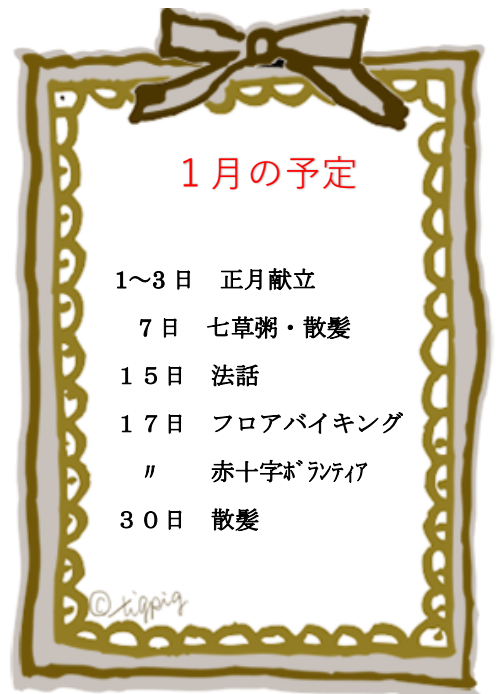 １月の予定
1～3日　正月献立
７日　七草粥・散髪
１５日　法話
１７日　フロアバイキング
〃　赤十字ﾎﾞﾗﾝﾃｨｱ
３０日　散髪
©tigpig